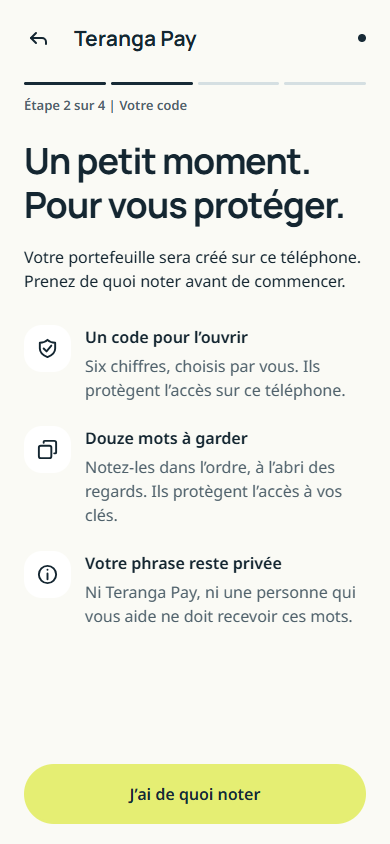 Teranga Pay
Étape 2 sur 4 | Votre code
Un petit moment.
Pour vous protéger.
Votre portefeuille sera créé sur ce téléphone.
Prenez de quoi noter avant de commencer.
Un code pour l’ouvrir
Six chiffres, choisis par vous. Ils
protègent l’accès sur ce téléphone.
Douze mots à garder
Notez-les dans l’ordre, à l’abri des
regards. Ils protègent l’accès à vos
clés.
Votre phrase reste privée
Ni Teranga Pay, ni une personne qui
vous aide ne doit recevoir ces mots.
J’ai de quoi noter